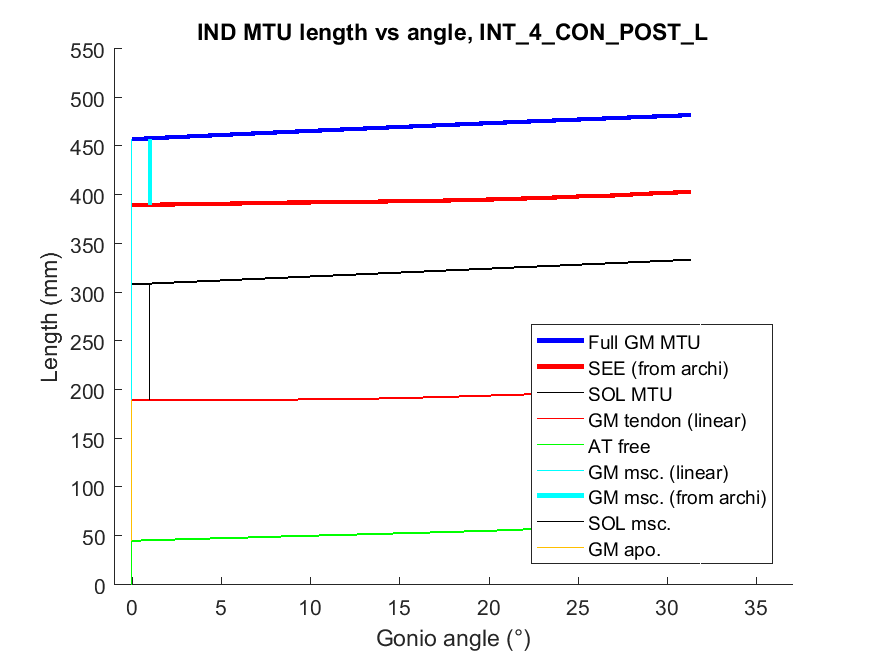 IND MTU length vs angle, INT_4_CON_POST_L
550
500
450
400
350
300
250
200
150
100
50
0
Length (mm)
Full GM MTU
SEE (from archi)
SOL MTU
GM tendon (linear)
AT free
GM msc. (linear)
GM msc. (from archi)
SOL msc.
GM apo.
0 5 10 15 20 25 30 35
Gonio angle (°)